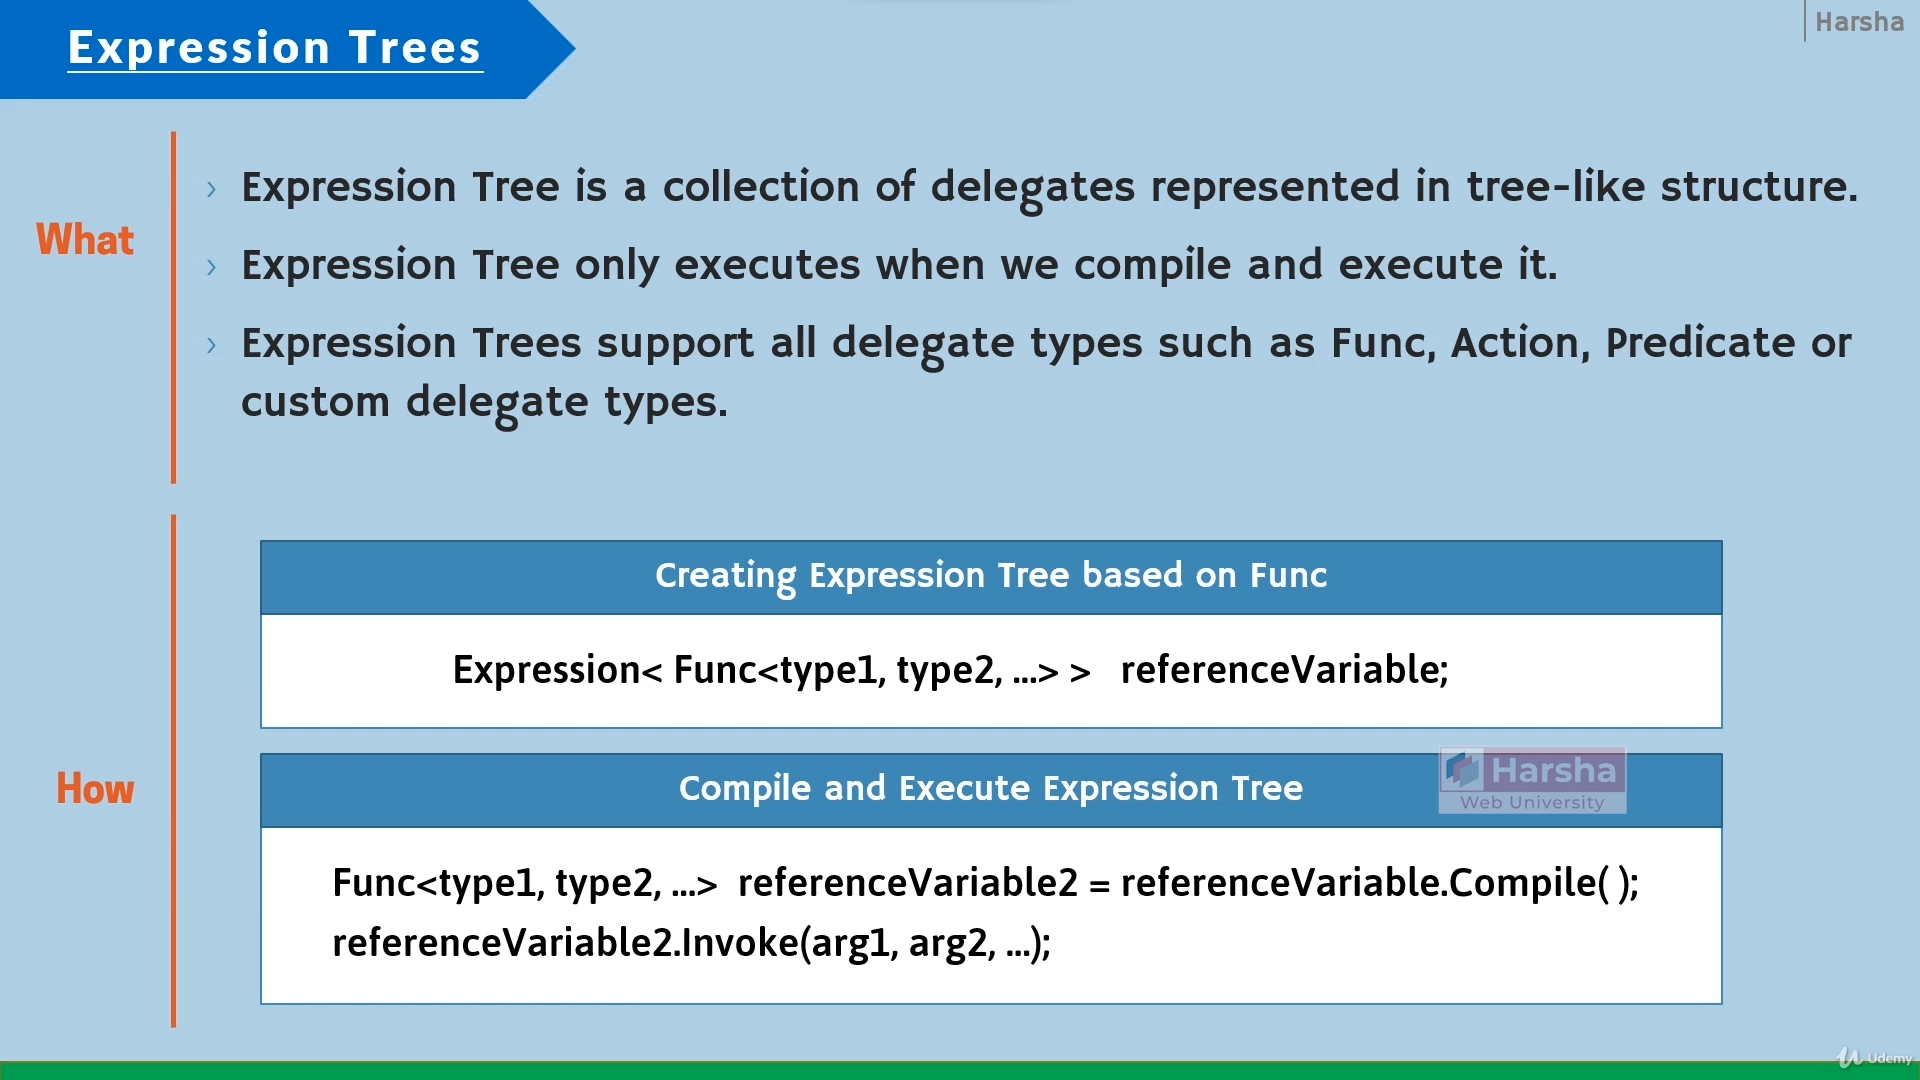 Expression Trees
Harsha
What
› Expression Tree is a collection of delegates represented in tree-like structure.
› Expression Tree only executes when we compile and execute it.
› Expression Trees support all delegate types such as Func, Action, Predicate or
custom delegate types.
How
Creating Expression Tree based on Func
Expression< Func<type1, type2, ...> > referenceVariable;
Compile and Execute Expression Tree
Harsha
Web University
Func<type1, type2, ...> referenceVariable2 = referenceVariable.Compile( );
referenceVariable2.Invoke(arg1, arg2, ...);
Udemy